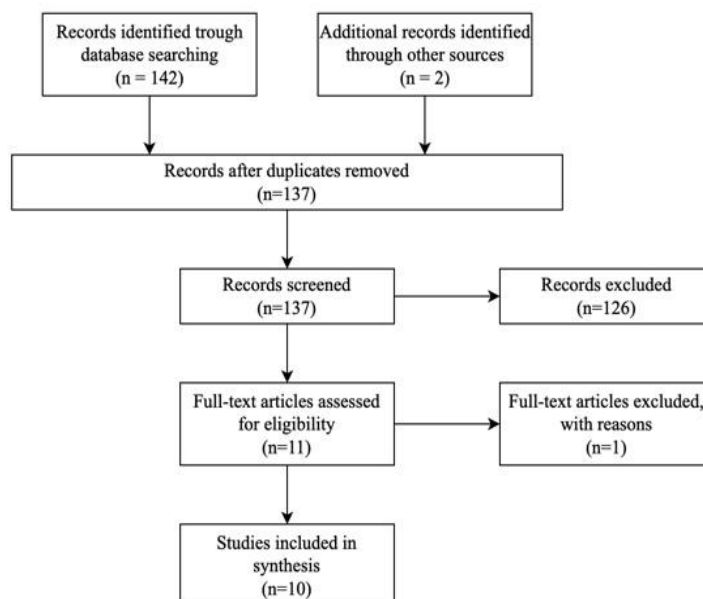 Records identified trough
database searching
(n = 142)
Additional records identified
through other sources
(n = 2)
Records after duplicates removed
(n=137)
Records screened
(n=137)
Records excluded
(n=126)
Full-text articles assessed
for eligibility
(n=11)
Full-text articles excluded,
with reasons
(n=1)
Studies included in
synthesis
(n=10)